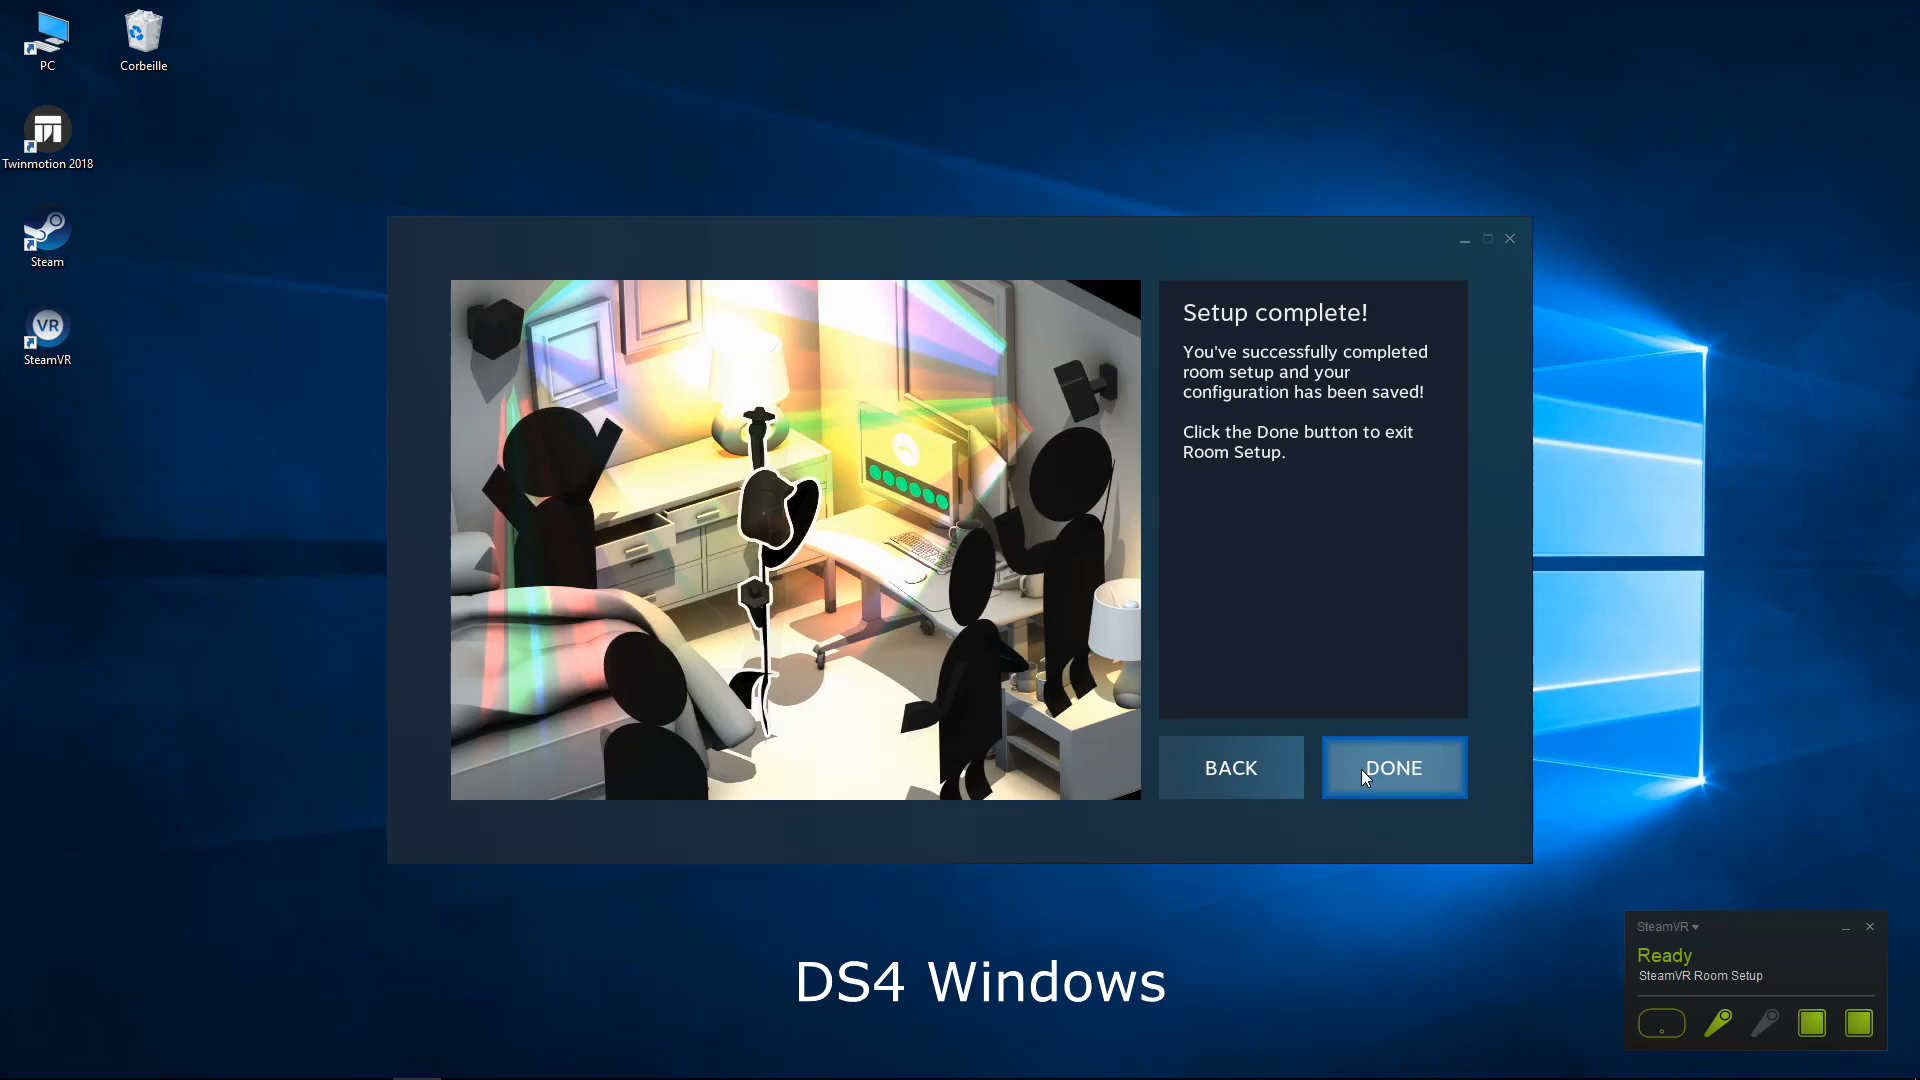 PC
Corbeille
Twinmotion 2018
Steam
VR
SteamVR
Setup complete!
You've successfully completed
room setup and your
configuration has been saved!
Click the Done button to exit
Room Setup.
BACK
DONE
DS4 Windows
SteamVR
Ready
SteamVR Room Setup